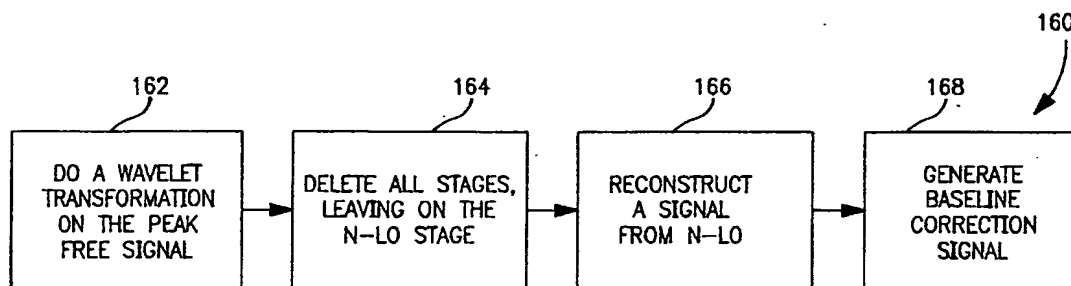 160
162
164
166
168
DO A WAVELET
TRANSFORMATION
ON THE PEAK
FREE SIGNAL
DELETE ALL STAGES,
LEAVING ON THE
N-LO STAGE
RECONSTRUCT
A SIGNAL
FROM N-LO
GENERATE
BASELINE
CORRECTION
SIGNAL